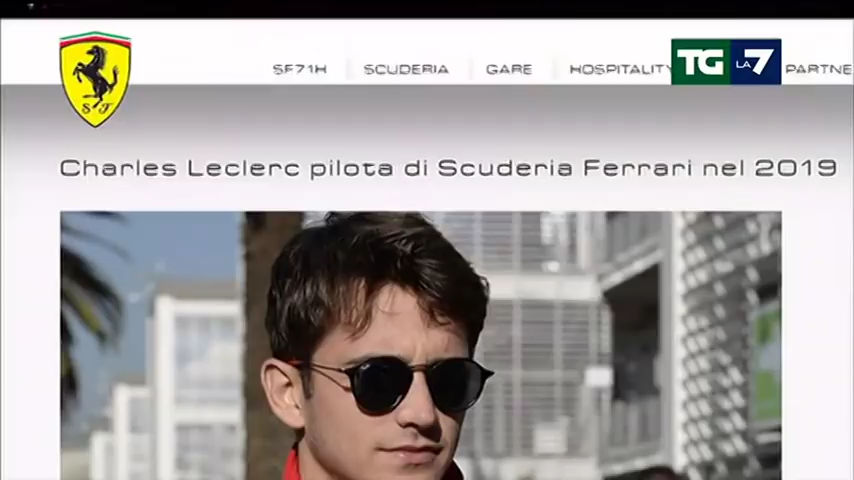 SF71H SCUDERIA GARE HOSPITALITY TG LA7 PARTNE
S F
Charles Leclerc pilota di Scuderia Ferrari nel 2019